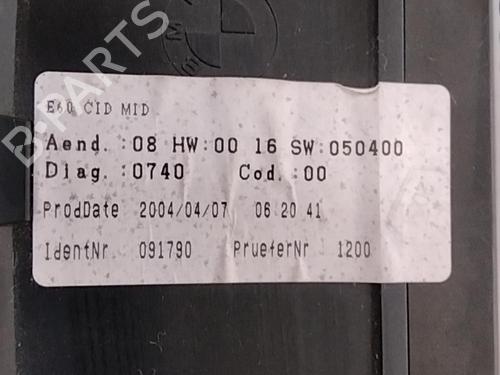 E60 CID MID
Aend.:08 HW:00 16 SW:050400
Diag.:0740 Cod.:00
ProdDate 2004/04/07 06 20 41
IdentNr 091790 PrueferNr 1200
B-PARTS